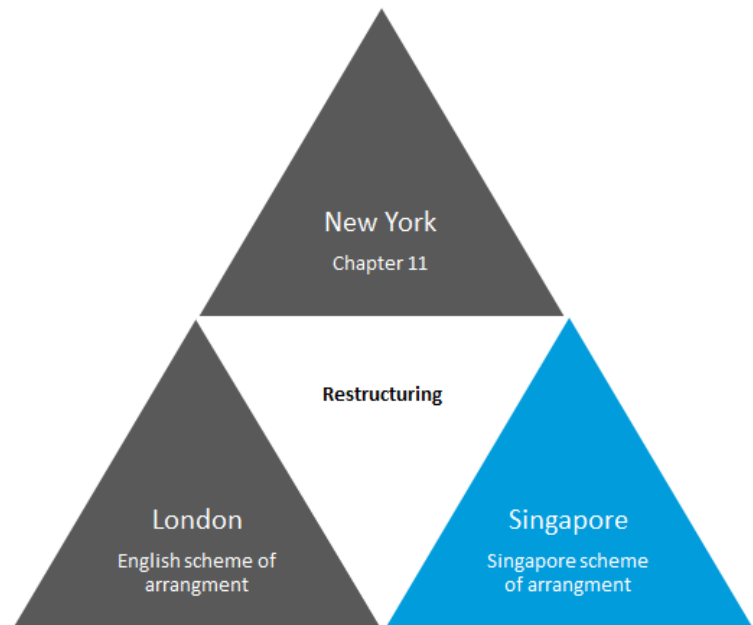 New York
Chapter 11
Restructuring
London
English scheme of
arrangment
Singapore
Singapore scheme
of arrangment